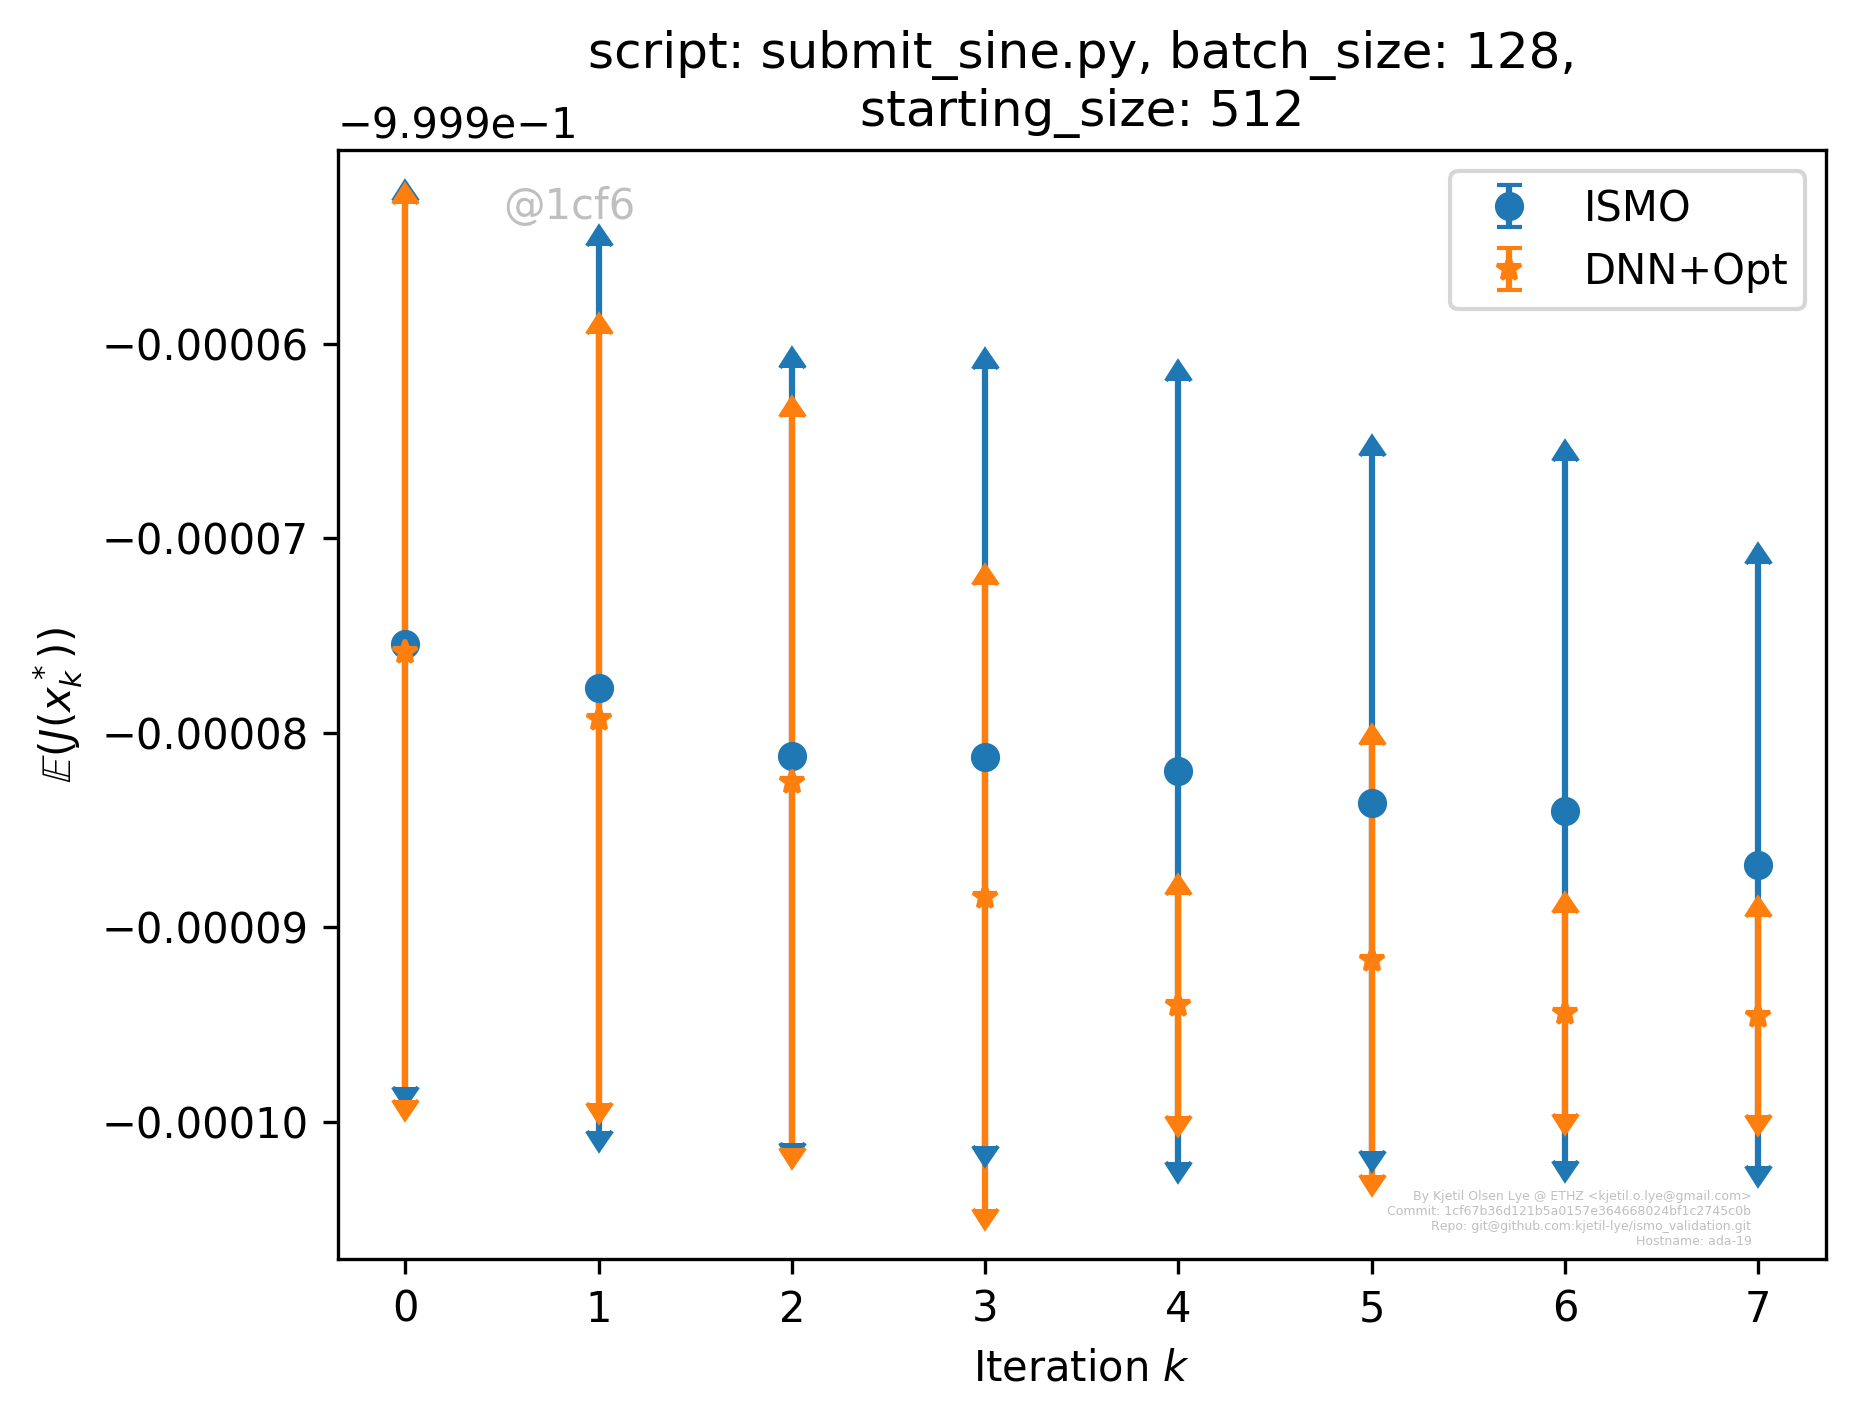 script: submit_sine.py, batch_size: 128,
starting_size: 512
−9.999e−1
@1cf6
ISMO
DNN+Opt
−0.00006
−0.00007
−0.00008
−0.00009
−0.00010
𝔼(J(x*k))
By Kjetil Olsen Lye @ ETHZ <kjetil.o.lye@gmail.com>
Commit: 1cf67b36d121b5a0157e364668024bf1c2745c0b
Repo: git@github.com:kjetil-lye/ismo_validation.git
Hostname: ada-19
0 1 2 3 4 5 6 7
Iteration k